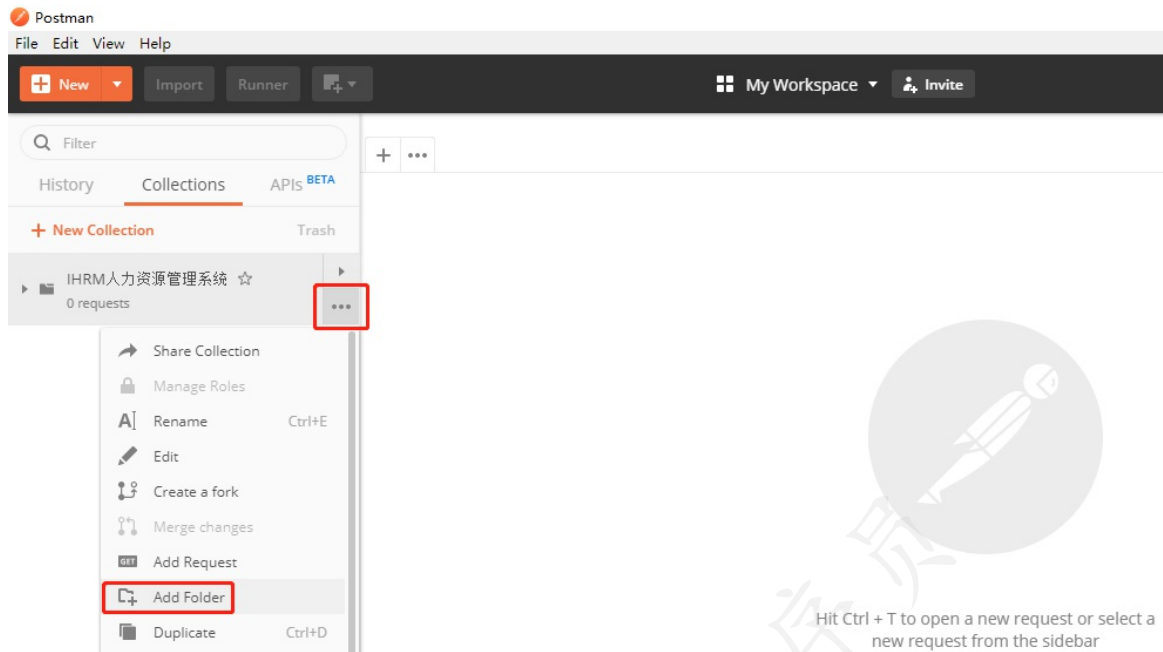 Postman
File Edit View Help
New Import Runner My Workspace Invite
Filter
History Collections APIs BETA
+ New Collection Trash
IHRM人力资源管理系统
0 requests
Share Collection
Manage Roles
Rename Ctrl+E
Edit
Create a fork
Merge changes
GET Add Request
Add Folder
Duplicate Ctrl+D
Hit Ctrl + T to open a new request or select a
new request from the sidebar
序员